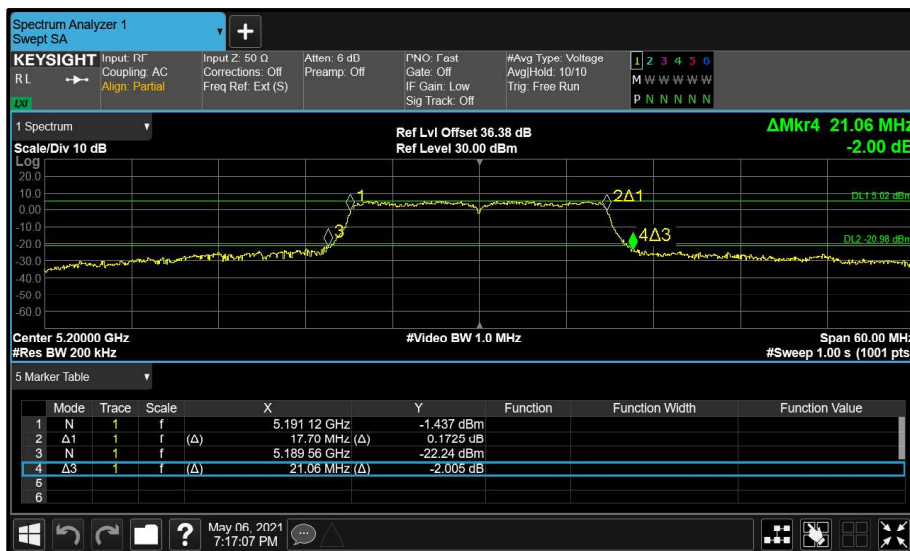 Spectrum Analyzer 1
Swept SA
KEYSIGHT
RL
LXI
Input: RF
Coupling: AC
Align: Partial
Input Z: 50 Ω
Corrections: Off
Freq Ref: Ext (S)
Atten: 6 dB
Preamp: Off
PNO: Fast
Gate: Off
IF Gain: Low
Sig Track: Off
#Avg Type: Voltage
Avg|Hold: 10/10
Trig: Free Run
1 2 3 4 5 6
M W W W W W
P N N N N N
1 Spectrum
Scale/Div 10 dB
Ref Lvl Offset 36.38 dB
Ref Level 30.00 dBm
ΔMkr4 21.06 MHz
-2.00 dB
Log
20.0
10.0
0.00
-10.0
-20.0
-30.0
-40.0
-50.0
-60.0
1
2Δ1
3
4Δ3
DL1 5.02 dBm
DL2 -20.98 dBm
Center 5.20000 GHz
#Video BW 1.0 MHz
Span 60.00 MHz
#Res BW 200 kHz
#Sweep 1.00 s (1001 pts
5 Marker Table
Mode Trace Scale X Y Function Function Width Function Value
1 N 1 f 5.191 12 GHz -1.437 dBm
2 Δ1 1 f (Δ) 17.70 MHz (Δ) 0.1725 dB
3 N 1 f 5.189 56 GHz -22.24 dBm
4 Δ3 1 f (Δ) 21.06 MHz (Δ) -2.005 dB
5
6
?
May 06, 2021
7:17:07 PM